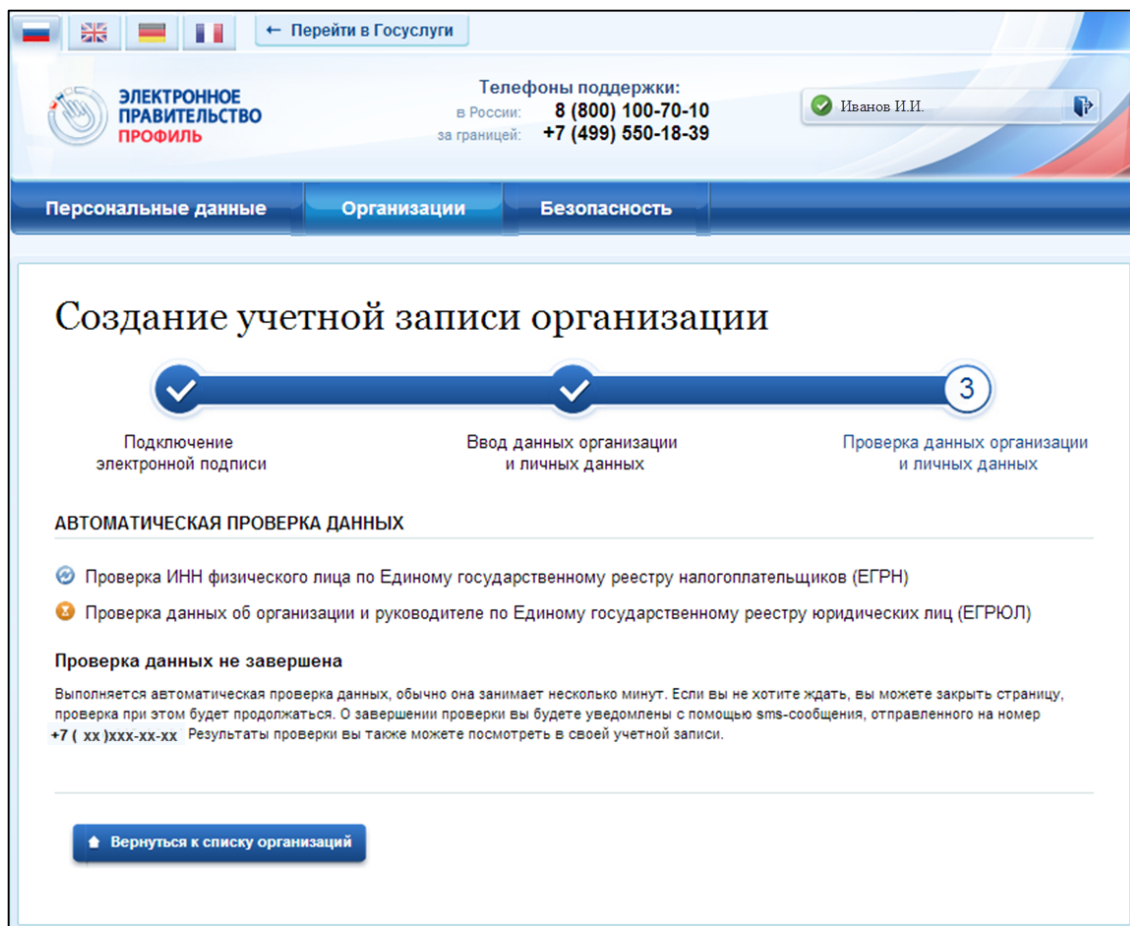 ← Перейти в Госуслуги
ЭЛЕКТРОННОЕ
ПРАВИТЕЛЬСТВО
ПРОФИЛЬ
Телефоны поддержки:
в России: 8 (800) 100-70-10
за границей: +7 (499) 550-18-39
Иванов И.И.
Персональные данные Организации Безопасность
Создание учетной записи организации
3
Подключение
электронной подписи
Ввод данных организации
и личных данных
Проверка данных организации
и личных данных
АВТОМАТИЧЕСКАЯ ПРОВЕРКА ДАННЫХ
Проверка ИНН физического лица по Единому государственному реестру налогоплательщиков (ЕГРН)
Проверка данных об организации и руководителе по Единому государственному реестру юридических лиц (ЕГРЮЛ)
Проверка данных не завершена
Выполняется автоматическая проверка данных, обычно она занимает несколько минут. Если вы не хотите ждать, вы можете закрыть страницу,
проверка при этом будет продолжаться. О завершении проверки вы будете уведомлены с помощью sms-сообщения, отправленного на номер
+7 ( xx )xxx-xx-xx Результаты проверки вы также можете посмотреть в своей учетной записи.
Вернуться к списку организаций